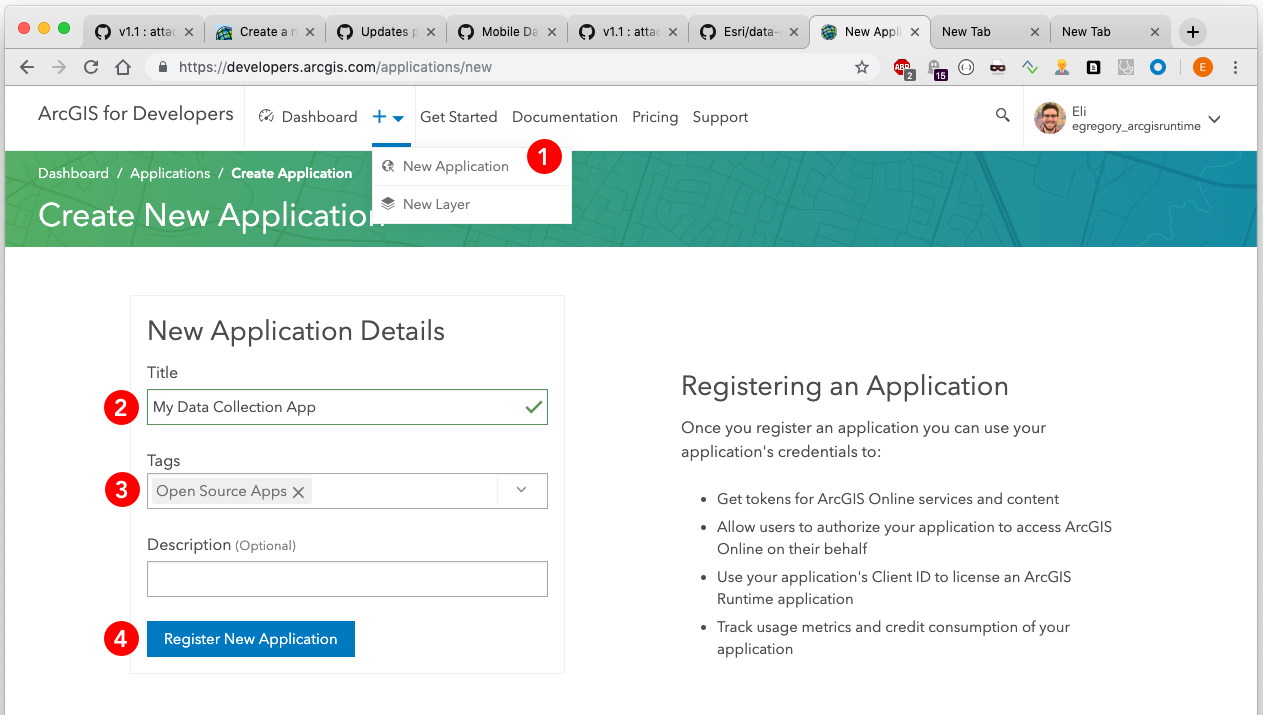 v1.1 : attac
Create a n
Updates p
Mobile Da
v1.1 : attac
Esri/data-
New Appli
New Tab
New Tab
https://developers.arcgis.com/applications/new
ABP
2
15
E
ArcGIS for Developers
Dashboard
Get Started
Documentation
Pricing
Support
Eli
egregory_arcgisruntime
New Application
1
New Layer
Dashboard / Applications / Create Application
Create New Application
New Application Details
Title
2
My Data Collection App
Tags
3
Open Source Apps
Description (Optional)
4
Register New Application
Registering an Application
Once you register an application you can use your
application's credentials to:
• Get tokens for ArcGIS Online services and content
• Allow users to authorize your application to access ArcGIS
Online on their behalf
• Use your application's Client ID to license an ArcGIS
Runtime application
• Track usage metrics and credit consumption of your
application